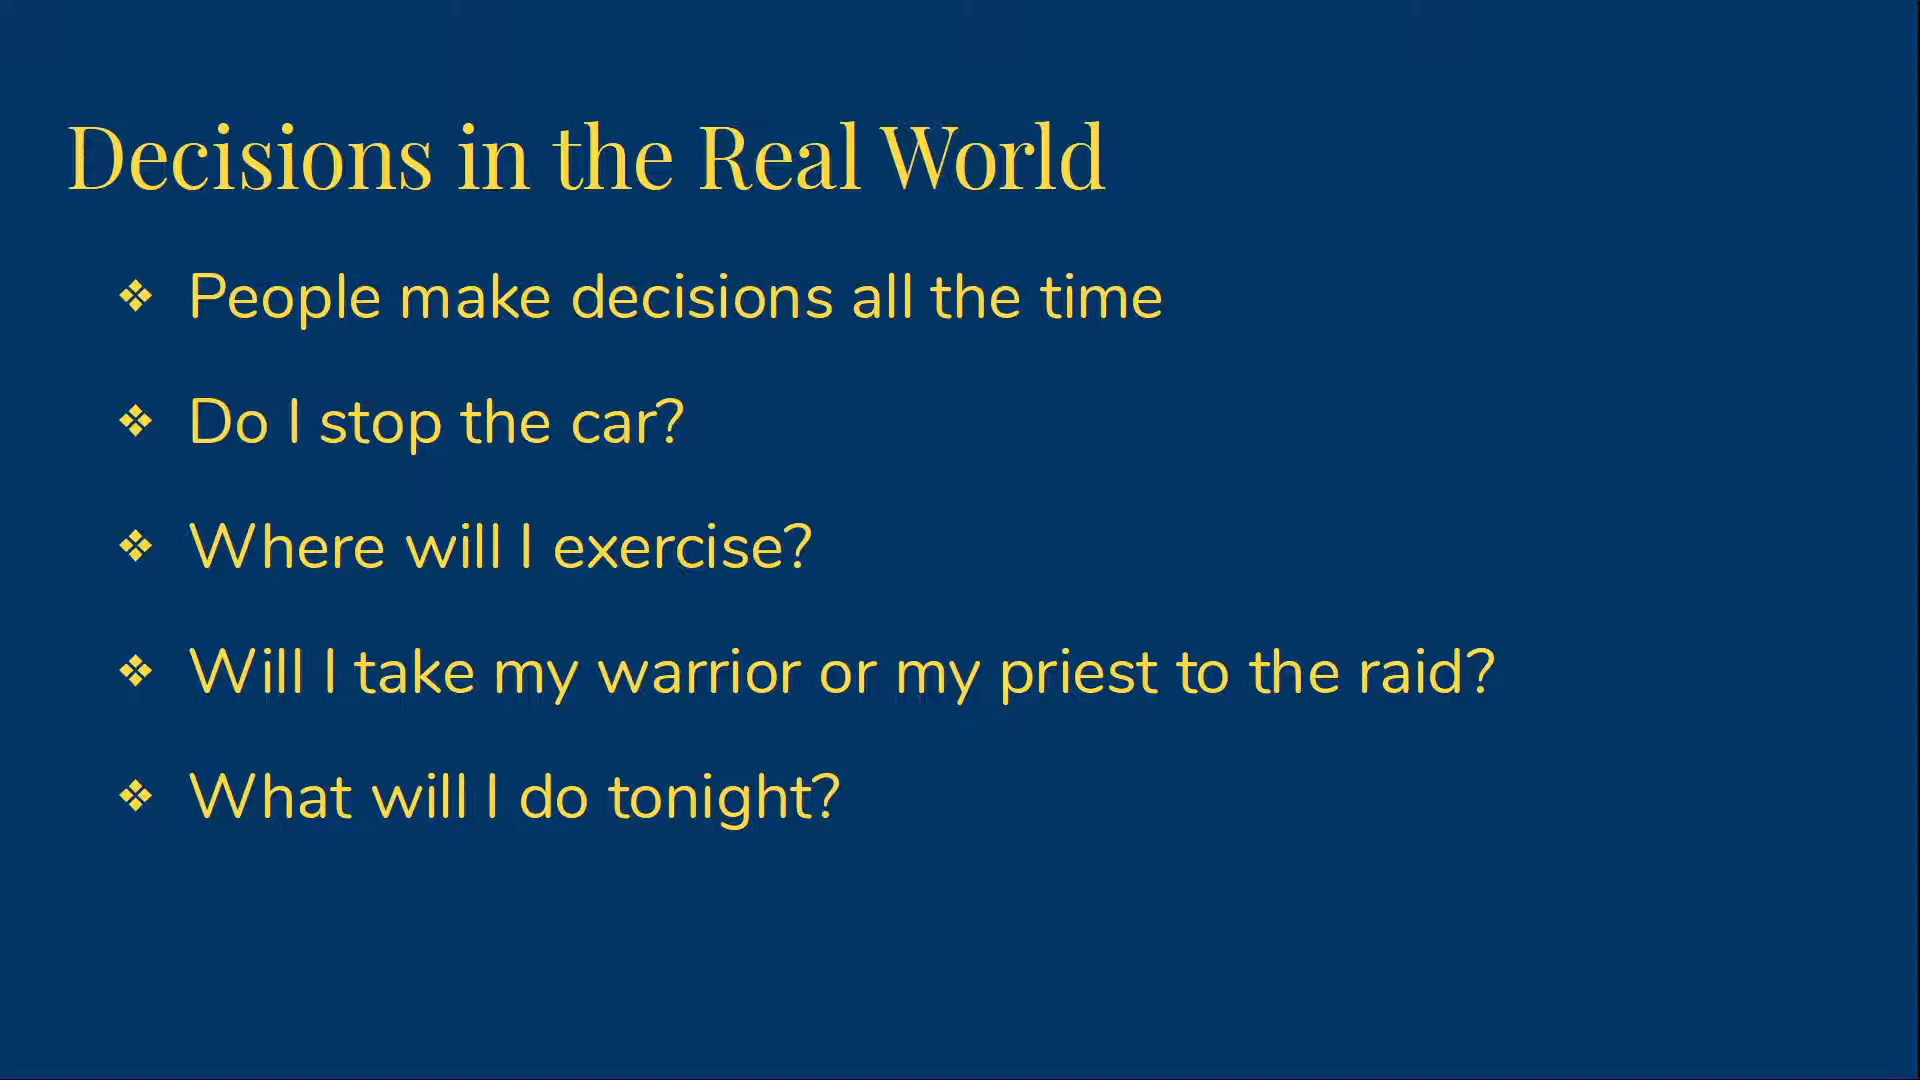 Decisions in the Real World
❖ People make decisions all the time
❖ Do I stop the car?
❖ Where will I exercise?
❖ Will I take my warrior or my priest to the raid?
❖ What will I do tonight?